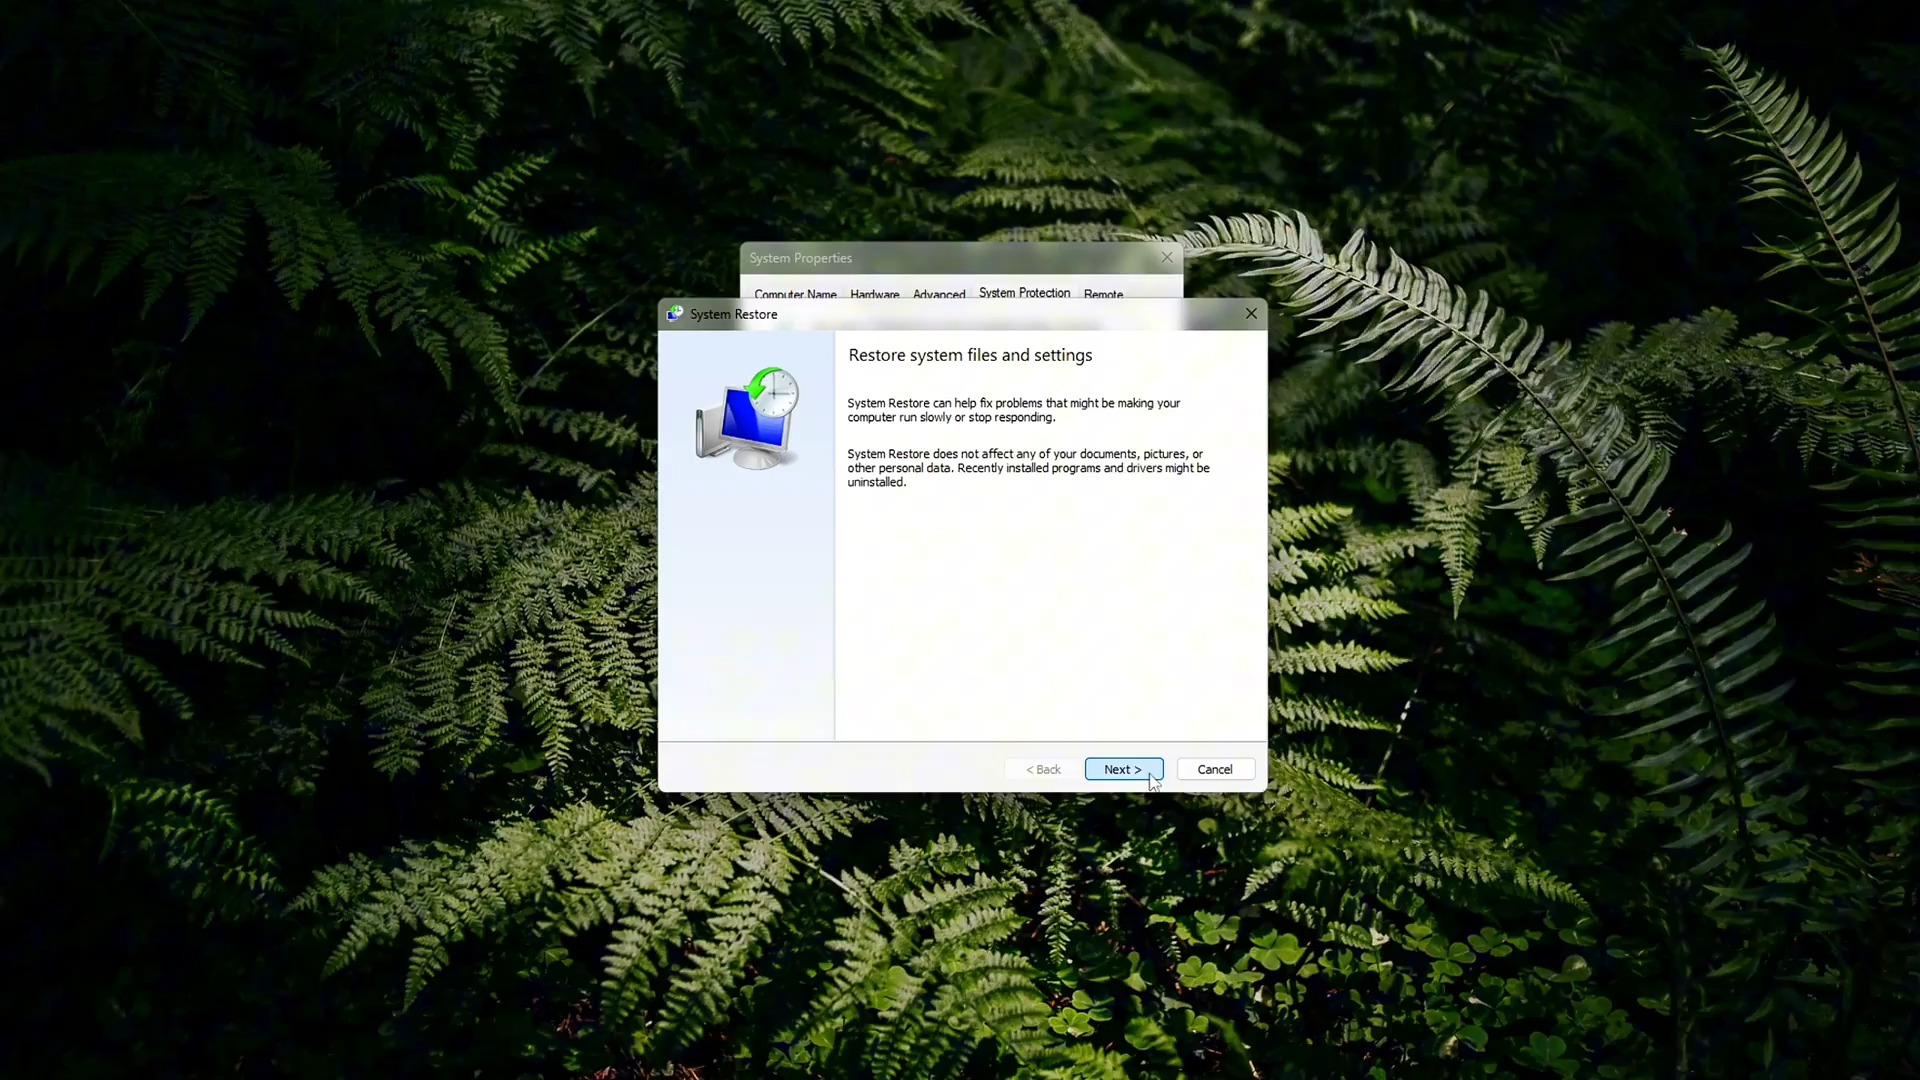 System Properties
Computer Name Hardware Advanced System Protection Remote
System Restore
Restore system files and settings
System Restore can help fix problems that might be making your
computer run slowly or stop responding.
System Restore does not affect any of your documents, pictures, or
other personal data. Recently installed programs and drivers might be
uninstalled.
< Back Next > Cancel